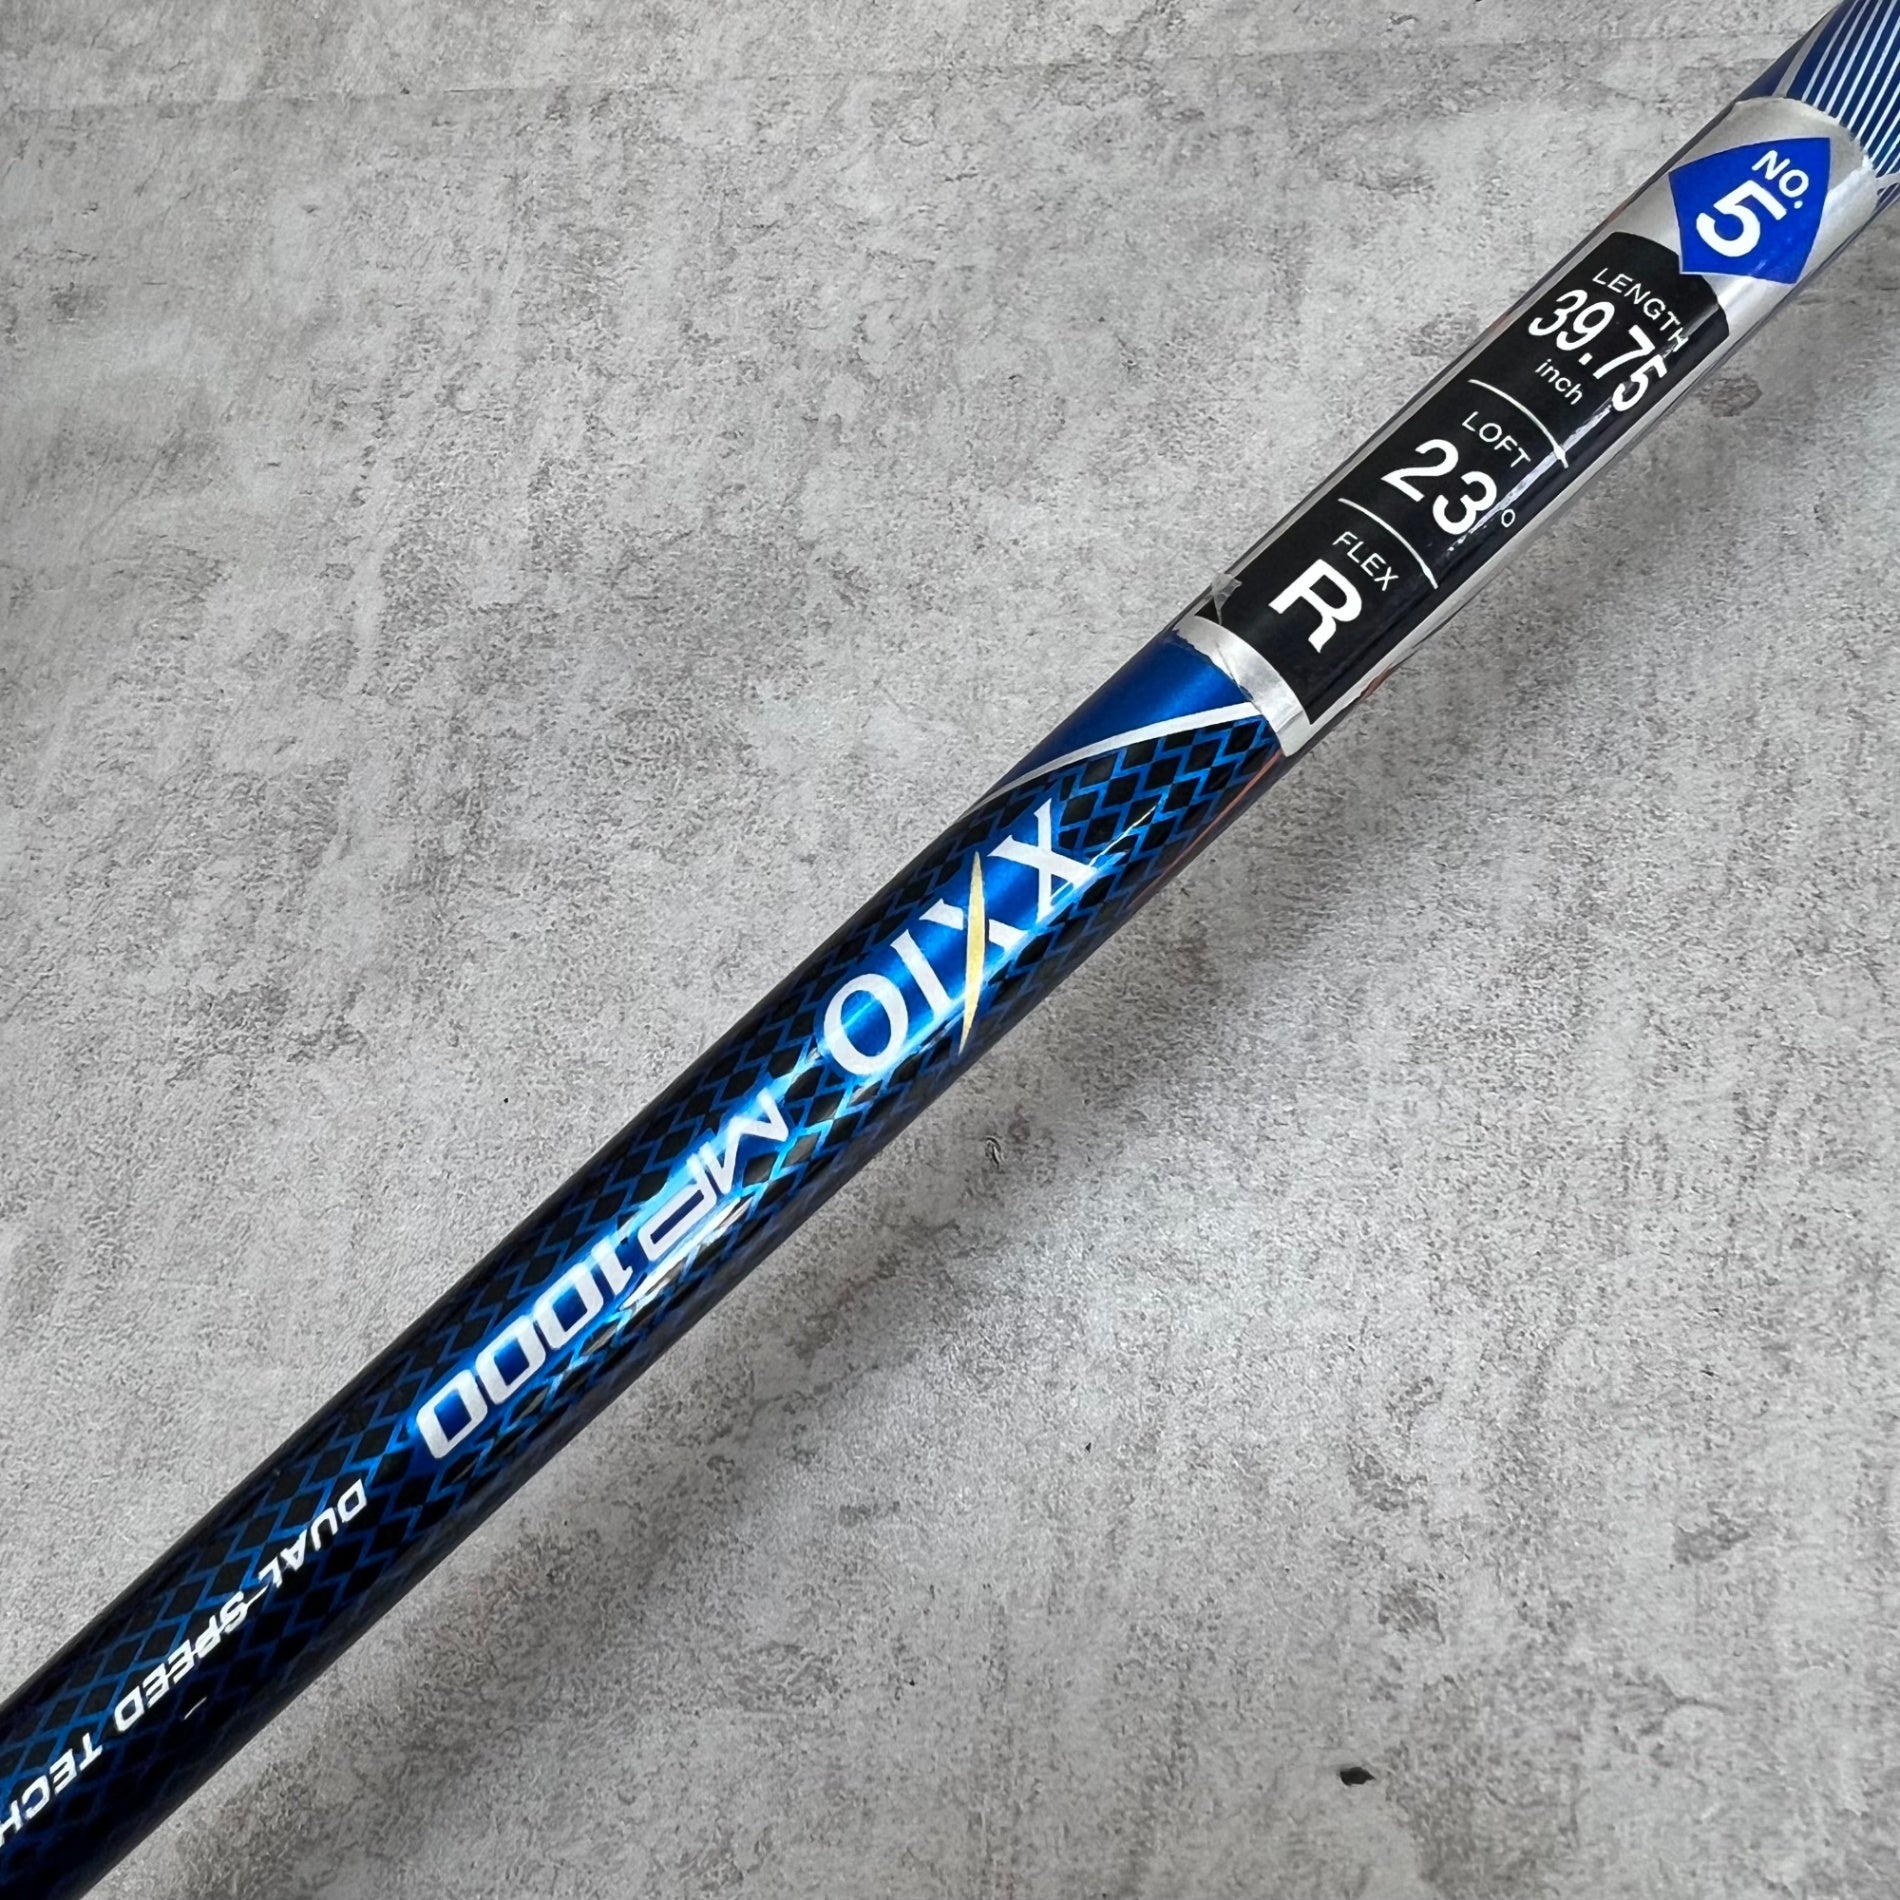 NO.
5
LENGTH
39.75
inch
LOFT
23°
FLEX
R
XXIO
MP1000
DUAL-SPEED TECH